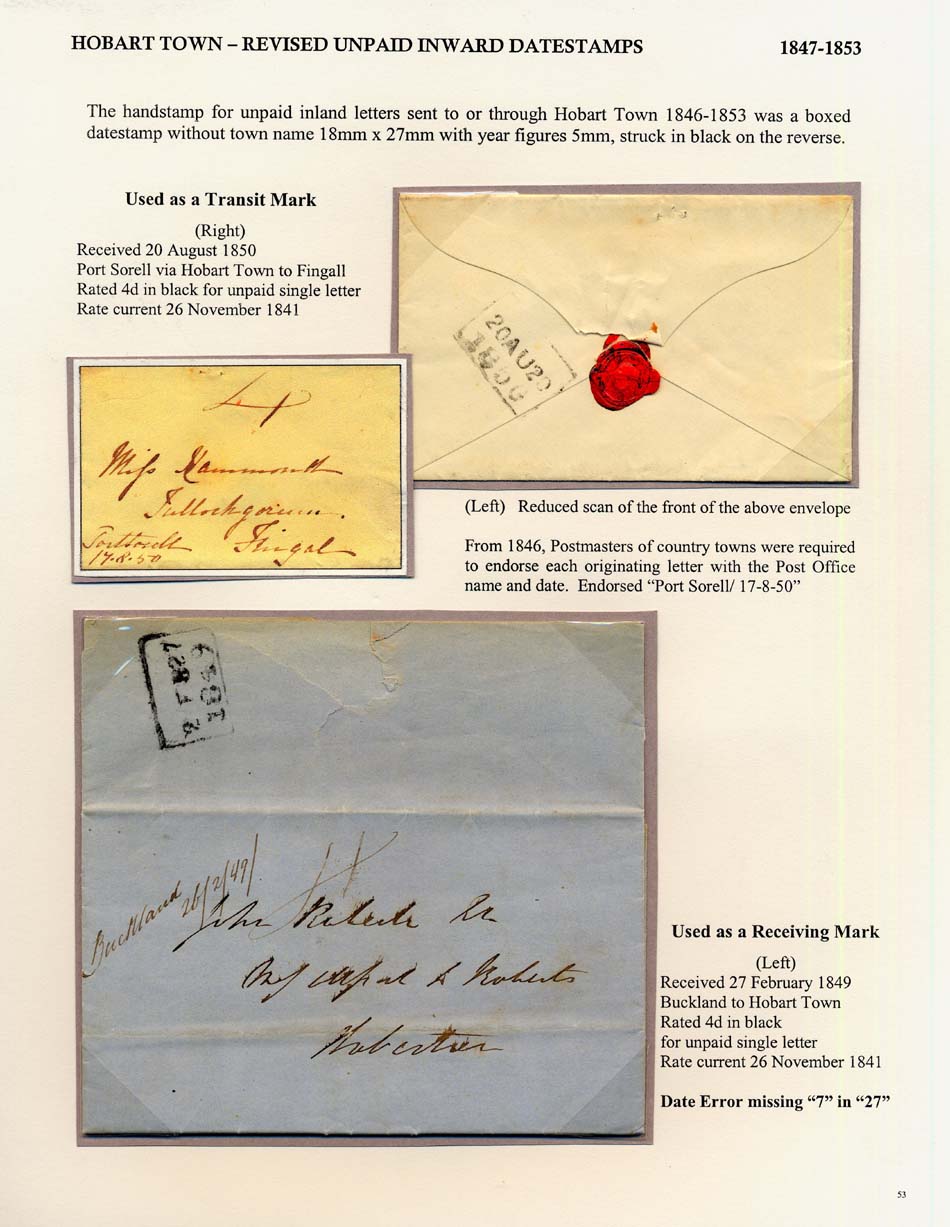 HOBART TOWN – REVISED UNPAID INWARD DATESTAMPS 1847-1853
The handstamp for unpaid inland letters sent to or through Hobart Town 1846-1853 was a boxed
datestamp without town name 18mm x 27mm with year figures 5mm, struck in black on the reverse.
Used as a Transit Mark
(Right)
Received 20 August 1850
Port Sorell via Hobart Town to Fingall
Rated 4d in black for unpaid single letter
Rate current 26 November 1841
20AU20
1850
4
Miss Hammond
Tullochgorum.
Fingal
Port Sorell
17-8-50
(Left) Reduced scan of the front of the above envelope
From 1846, Postmasters of country towns were required
to endorse each originating letter with the Post Office
name and date. Endorsed “Port Sorell/ 17-8-50”
1849
4
Buckland 26/2/49
John Roberts
Roberts
Hobarton
Used as a Receiving Mark
(Left)
Received 27 February 1849
Buckland to Hobart Town
Rated 4d in black
for unpaid single letter
Rate current 26 November 1841
Date Error missing “7” in “27”
53